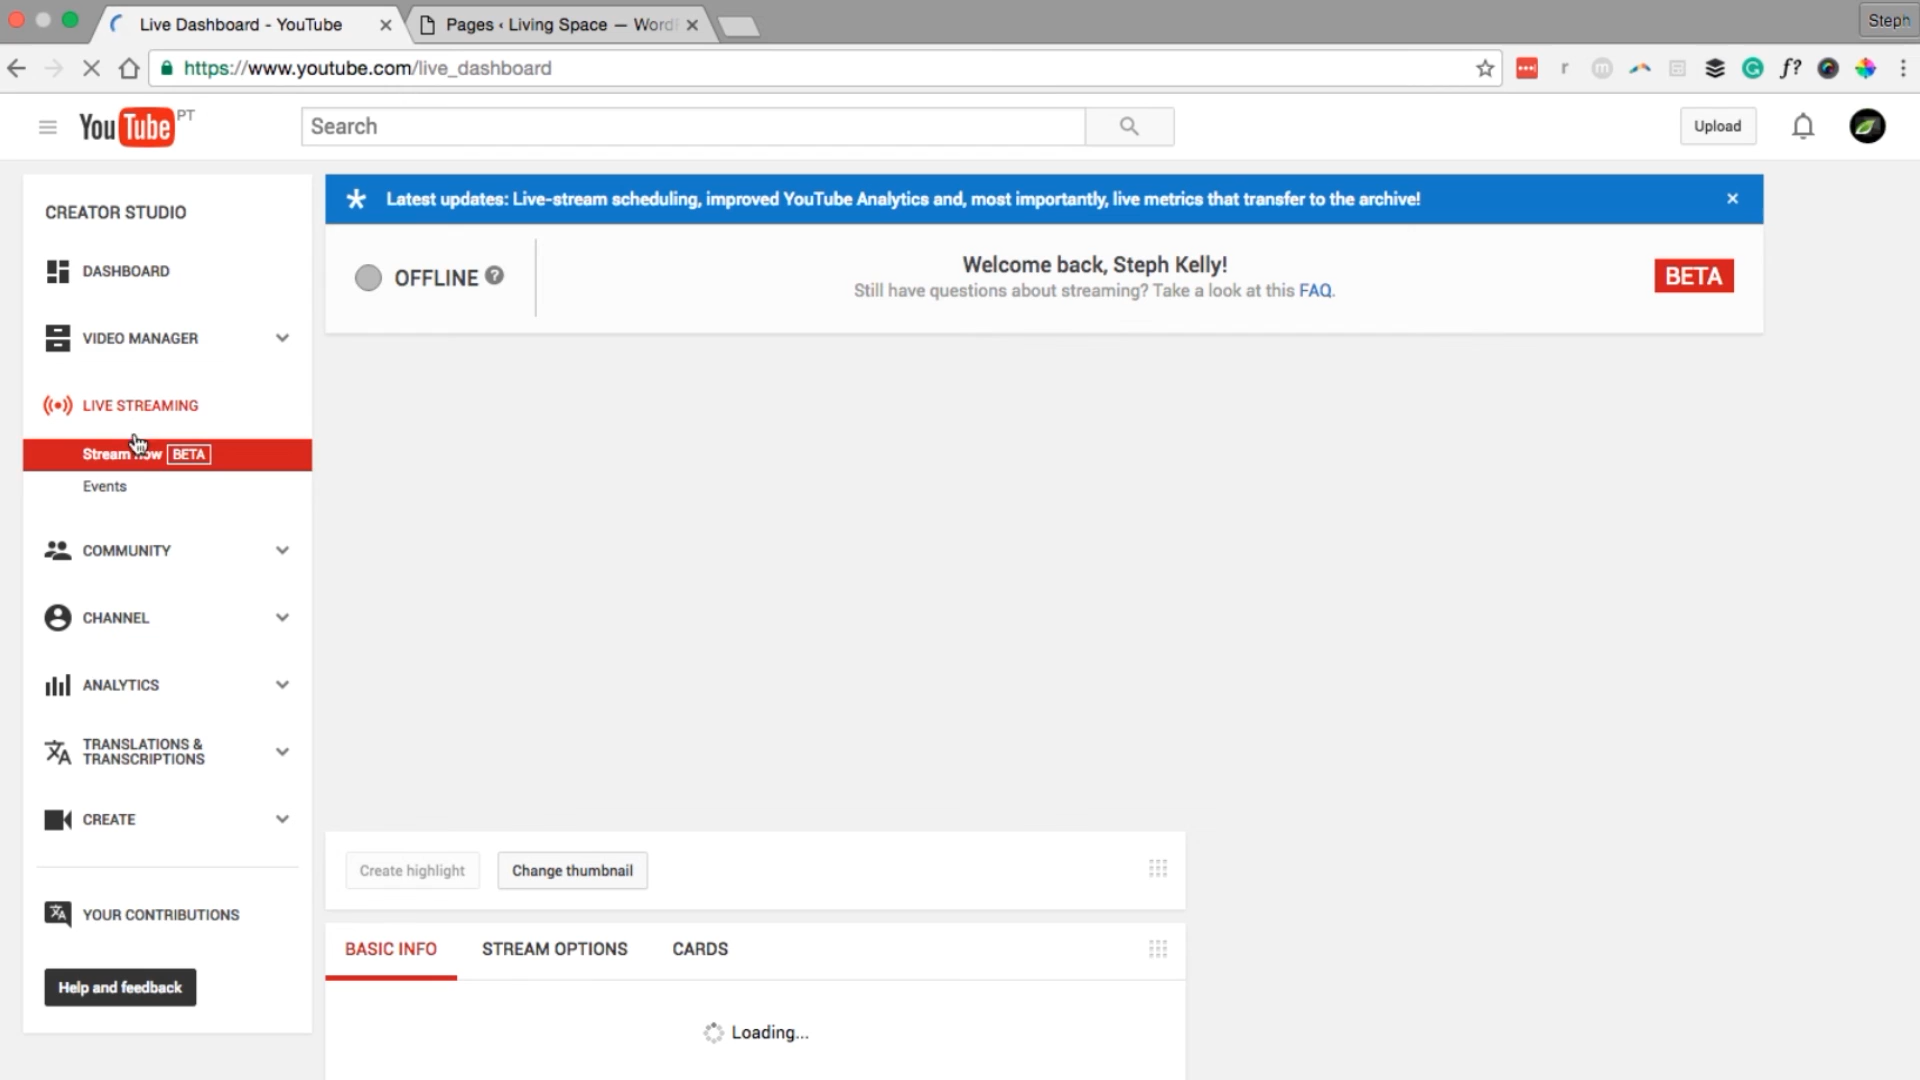 Live Dashboard - YouTube
Pages ‹ Living Space — Word
Steph
https://www.youtube.com/live_dashboard
YouTube PT
Search
Upload
CREATOR STUDIO
DASHBOARD
VIDEO MANAGER
LIVE STREAMING
Stream now BETA
Events
COMMUNITY
CHANNEL
ANALYTICS
TRANSLATIONS &
TRANSCRIPTIONS
CREATE
YOUR CONTRIBUTIONS
Help and feedback
Latest updates: Live-stream scheduling, improved YouTube Analytics and, most importantly, live metrics that transfer to the archive!
OFFLINE
Welcome back, Steph Kelly!
Still have questions about streaming? Take a look at this FAQ.
BETA
Create highlight
Change thumbnail
BASIC INFO
STREAM OPTIONS
CARDS
Loading...